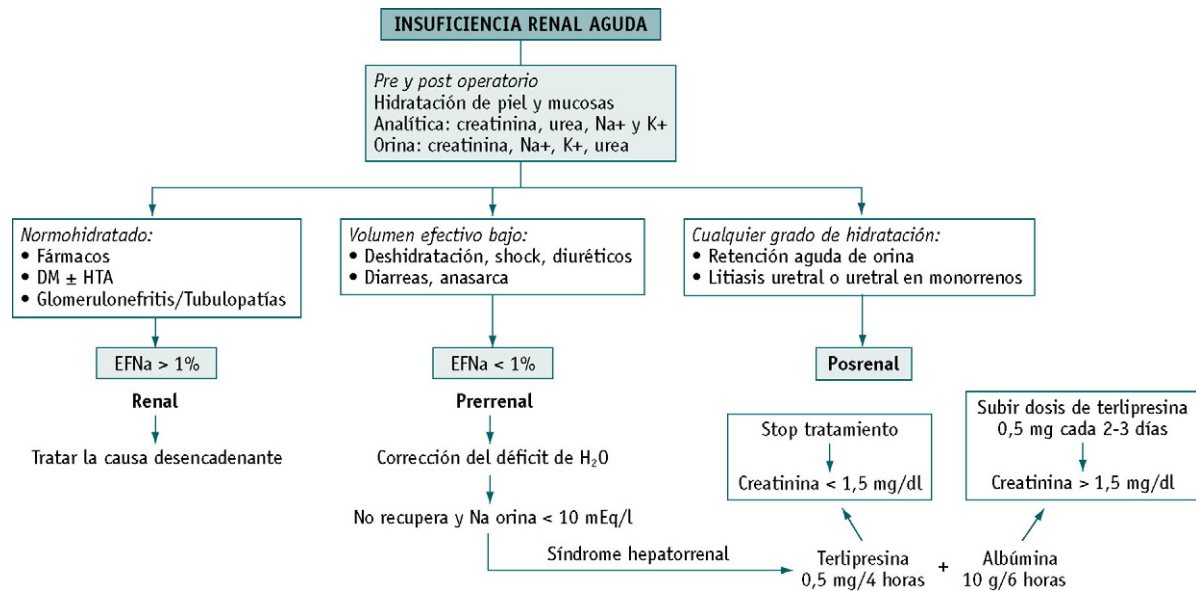 INSUFICIENCIA RENAL AGUDA
Pre y post operatorio
Hidratación de piel y mucosas
Analítica: creatinina, urea, Na+ y K+
Orina: creatinina, Na+, K+, urea
Normohidratado:
• Fármacos
• DM ± HTA
• Glomerulonefritis/Tubulopatías
EFNa > 1%
Renal
Tratar la causa desencadenante
Volumen efectivo bajo:
• Deshidratación, shock, diuréticos
• Diarreas, anasarca
EFNa < 1%
Prerrenal
Corrección del déficit de H₂O
No recupera y Na orina < 10 mEq/l
Síndrome hepatorrenal
Cualquier grado de hidratación:
• Retención aguda de orina
• Litiasis uretral o uretral en monorrenos
Posrenal
Stop tratamiento
Creatinina < 1,5 mg/dl
Subir dosis de terlipresina
0,5 mg cada 2-3 días
Creatinina > 1,5 mg/dl
Terlipresina
0,5 mg/4 horas
+
Albúmina
10 g/6 horas